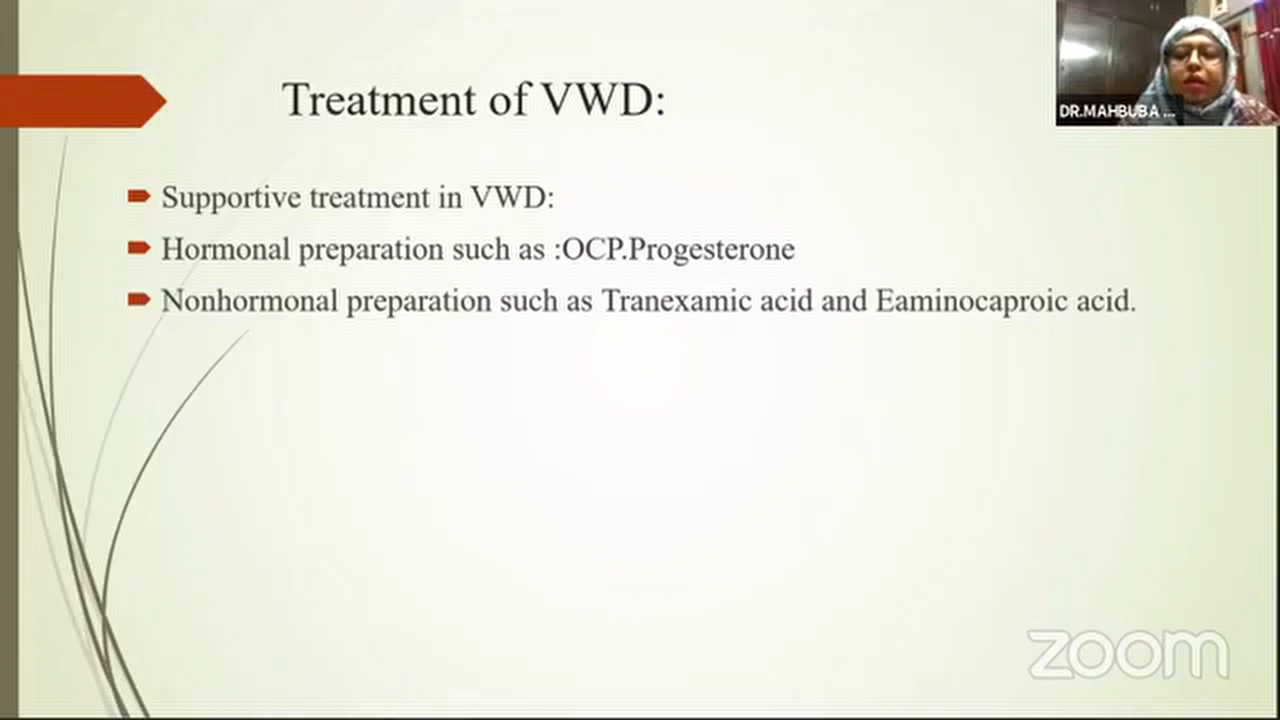 Treatment of VWD:
DR.MAHBUBA ...
Supportive treatment in VWD:
Hormonal preparation such as :OCP.Progesterone
Nonhormonal preparation such as Tranexamic acid and Eaminocaproic acid.
zoom